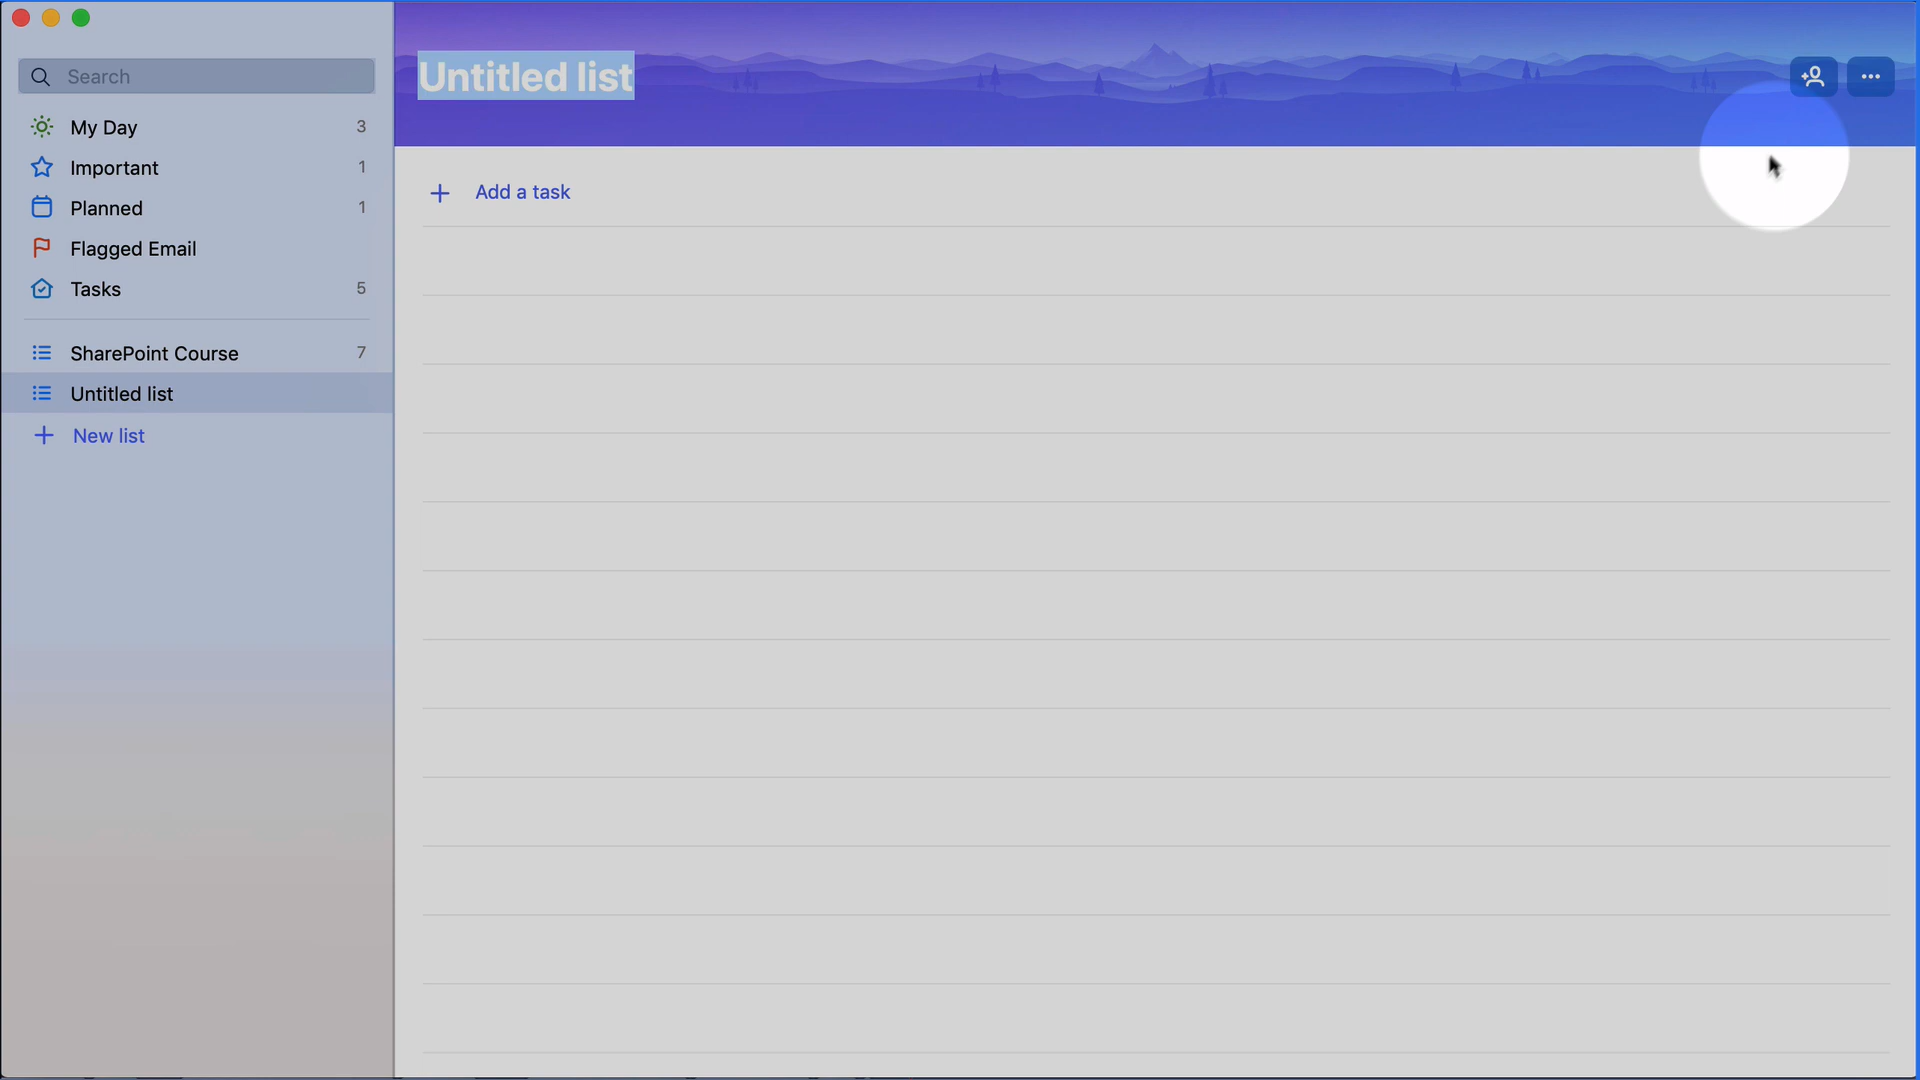 Search
My Day 3
Important 1
Planned 1
Flagged Email
Tasks 5
SharePoint Course 7
Untitled list
New list
Untitled list
Add a task